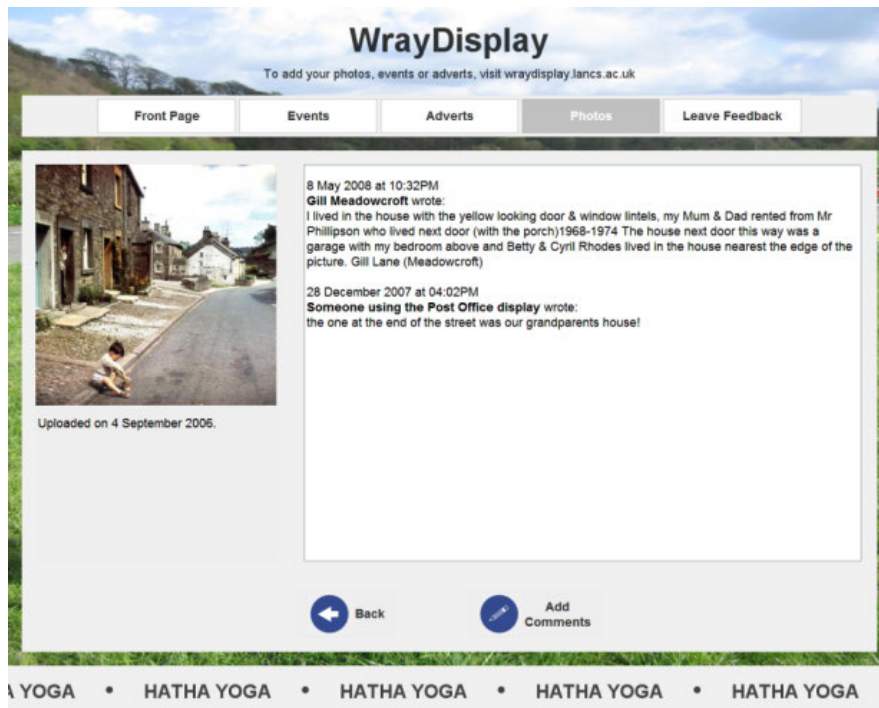 WrayDisplay
To add your photos, events or adverts, visit wraydisplay.lancs.ac.uk
Front Page
Events
Adverts
Photos
Leave Feedback
8 May 2008 at 10:32PM
Gill Meadowcroft wrote:
I lived in the house with the yellow looking door & window lintels, my Mum & Dad rented from Mr
Phillipson who lived next door (with the porch)1968-1974 The house next door this way was a
garage with my bedroom above and Betty & Cyril Rhodes lived in the house nearest the edge of the
picture. Gill Lane (Meadowcroft)
28 December 2007 at 04:02PM
Someone using the Post Office display wrote:
the one at the end of the street was our grandparents house!
Uploaded on 4 September 2006.
Back
Add
Comments
YOGA • HATHA YOGA • HATHA YOGA • HATHA YOGA • HATHA YOGA